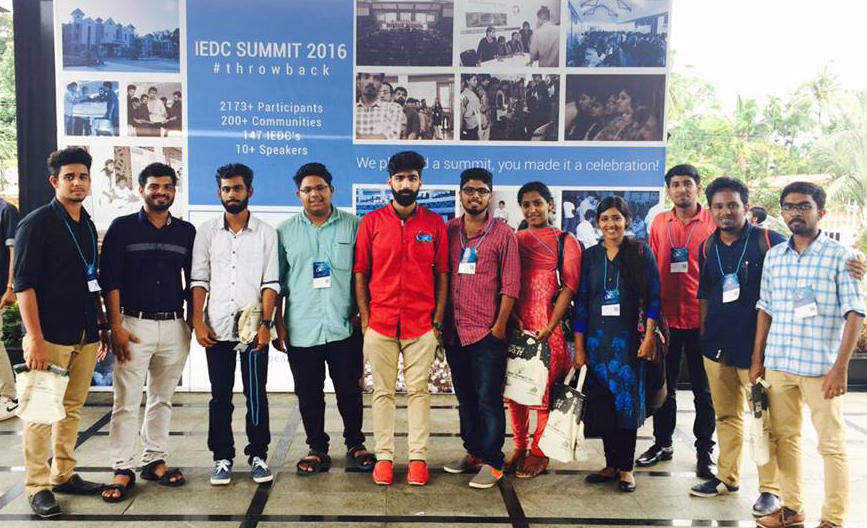 IEDC SUMMIT 2016
#throwback
2173+ Participants
200+ Communities
147 IEDC's
10+ Speakers
We a summit, you made it a celebration!